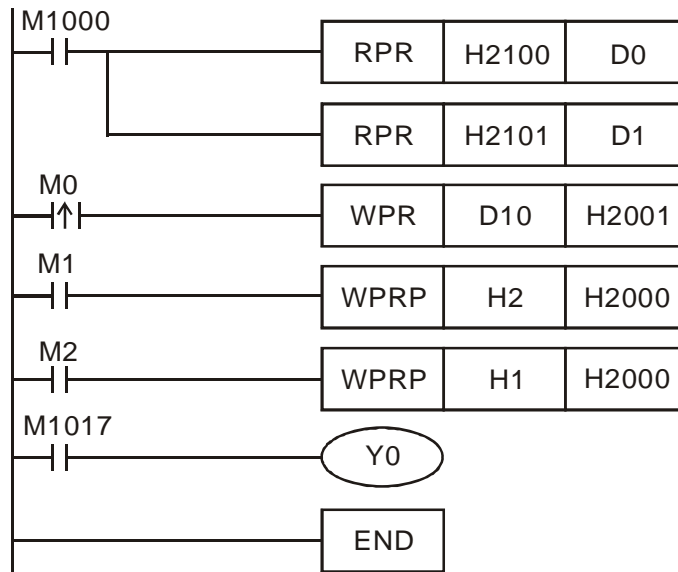 M1000
RPR H2100 D0
RPR H2101 D1
M0
WPR D10 H2001
M1
WPRP H2 H2000
M2
WPRP H1 H2000
M1017
Y0
END